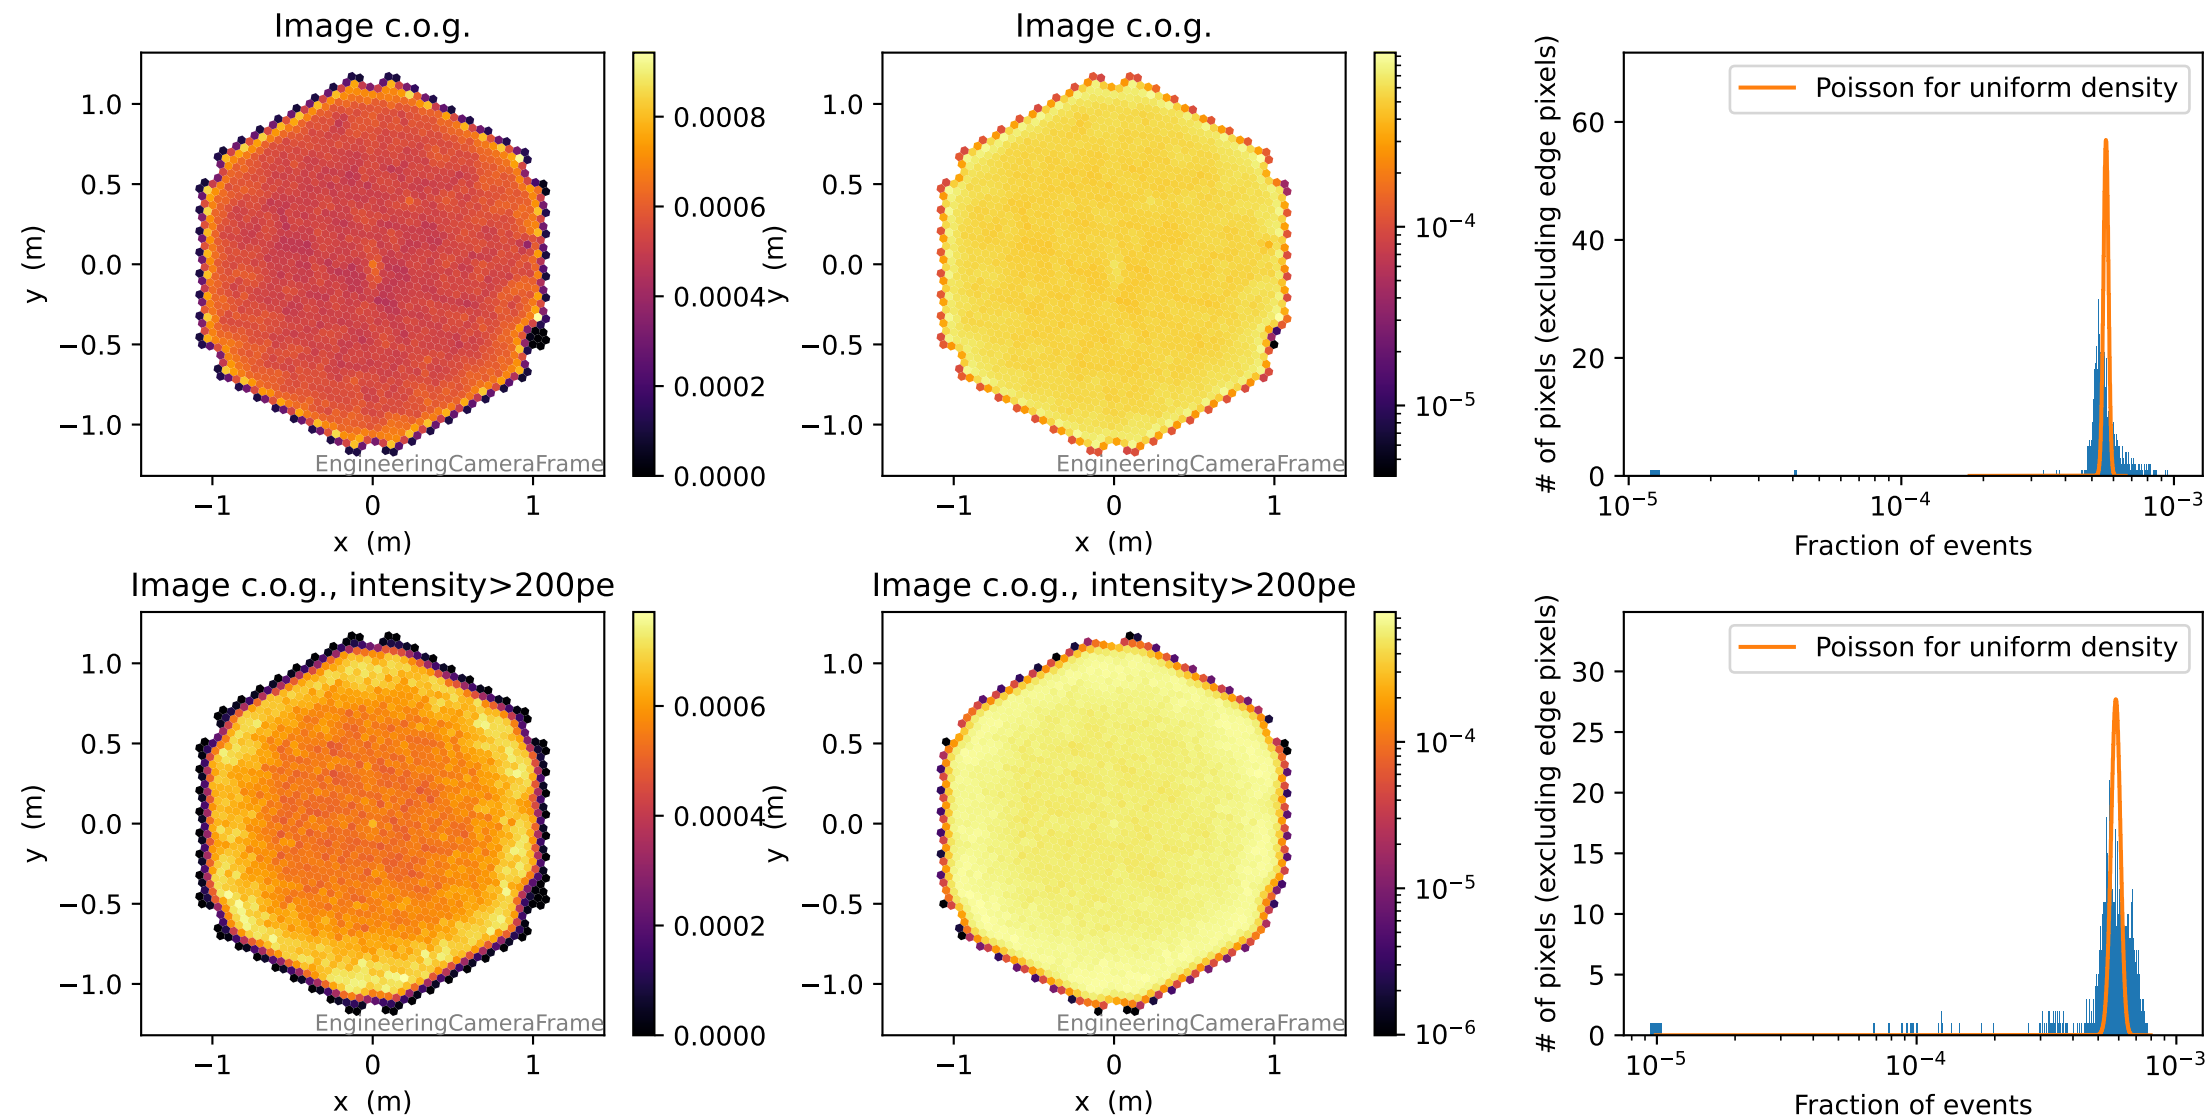 Image c.o.g.
1.0
0.5
0.0
−0.5
−1.0
y (m)
−1
0
1
x (m)
EngineeringCameraFrame
0.0008
0.0006
0.0004
0.0002
0.0000
Image c.o.g.
1.0
0.5
0.0
−0.5
−1.0
y (m)
−1
0
1
x (m)
EngineeringCameraFrame
10⁻⁴
10⁻⁵
Poisson for uniform density
# of pixels (excluding edge pixels)
60
40
20
0
10⁻⁵
10⁻⁴
10⁻³
Fraction of events
Image c.o.g., intensity>200pe
1.0
0.5
0.0
−0.5
−1.0
y (m)
−1
0
1
x (m)
EngineeringCameraFrame
0.0006
0.0004
0.0002
0.0000
Image c.o.g., intensity>200pe
1.0
0.5
0.0
−0.5
−1.0
y (m)
−1
0
1
x (m)
EngineeringCameraFrame
10⁻⁴
10⁻⁵
10⁻⁶
Poisson for uniform density
# of pixels (excluding edge pixels)
30
25
20
15
10
5
0
10⁻⁵
10⁻⁴
10⁻³
Fraction of events